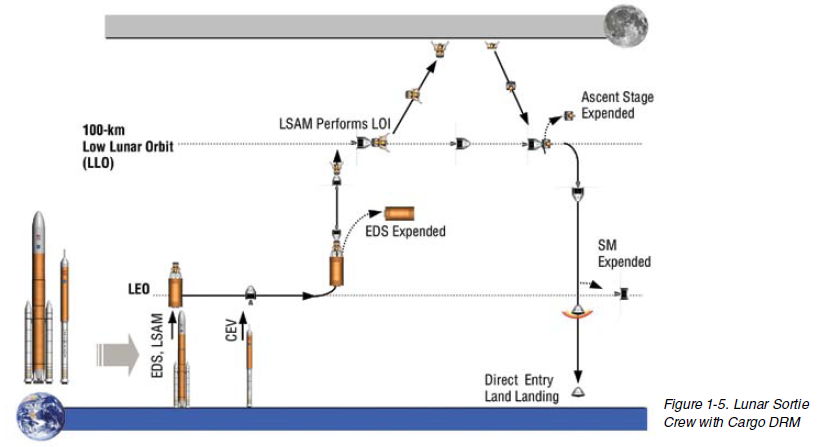 LSAM Performs LOI
Ascent Stage
Expended
100-km
Low Lunar Orbit
(LLO)
EDS Expended
SM
Expended
LEO
EDS, LSAM
CEV
Direct Entry
Land Landing
Figure 1-5. Lunar Sortie
Crew with Cargo DRM